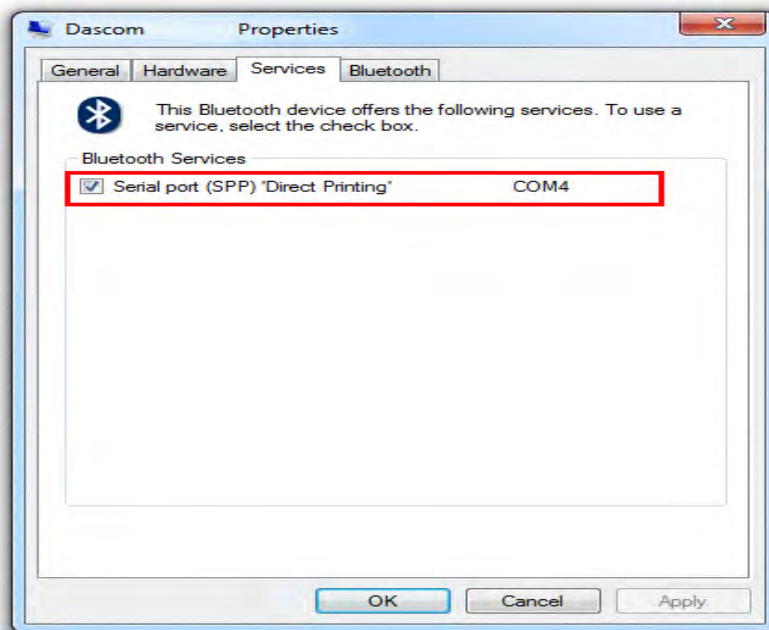 Dascom Properties
General Hardware Services Bluetooth
This Bluetooth device offers the following services. To use a
service, select the check box.
Bluetooth Services
Serial port (SPP) 'Direct Printing' COM4
OK Cancel Apply